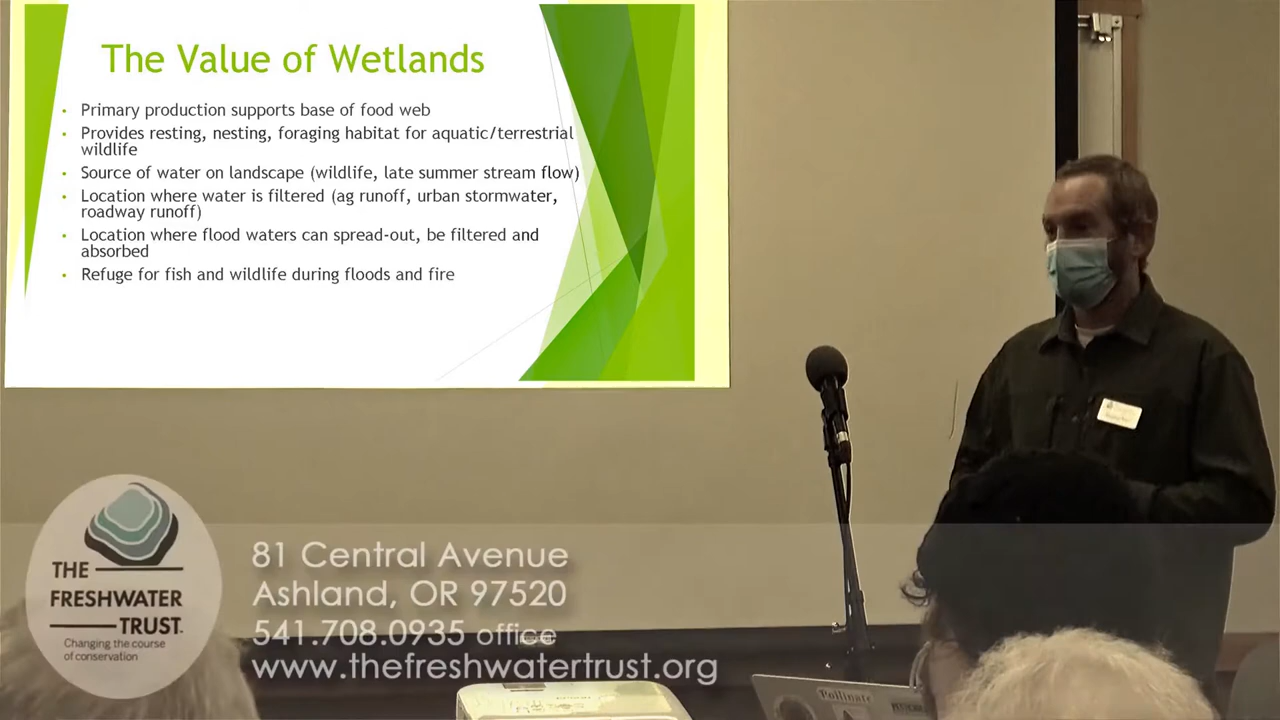 The Value of Wetlands
• Primary production supports base of food web
• Provides resting, nesting, foraging habitat for aquatic/terrestrial
wildlife
• Source of water on landscape (wildlife, late summer stream flow)
• Location where water is filtered (ag runoff, urban stormwater,
roadway runoff)
• Location where flood waters can spread-out, be filtered and
absorbed
• Refuge for fish and wildlife during floods and fire
THE
FRESHWATER
TRUST.
Changing the course
of conservation
81 Central Avenue
Ashland, OR 97520
541.708.0935 office
www.thefreshwatertrust.org
Pollinate